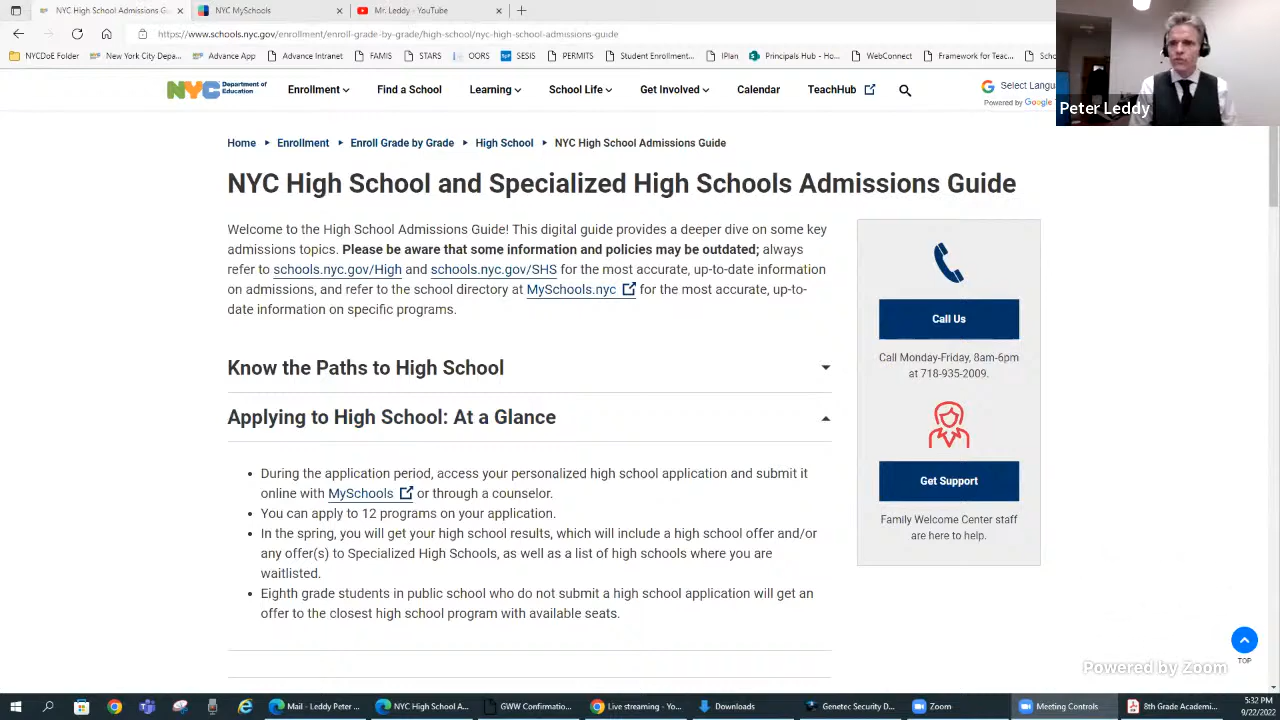 NYC High School Admissions G
NYC MySchools
Mr. Leddy - YouTube
https://www.schools.nyc.gov/enrollment/enroll-grade-by-grade/high-school/nyc-high-school-admissions-guide
NYCDoE Folder
New York City Depar...
Advance App
Advance Intranet
FAMIS
STARS
CORS
SESIS
PERMITS
Blended Students
IPlan
Principals Hub - Ho...
WebConnect
Framework for Teac...
Scho
NYC Department of Education
Enrollment
Find a School
Learning
School Life
Get Involved
Calendar
TeachHub
Select Langu
Powered by Google
Peter Leddy
Home Enrollment Enroll Grade by Grade High School NYC High School Admissions Guide
NYC High School and Specialized High Schools Admissions Guide
Welcome to the High School Admissions Guide! This digital guide provides a deeper dive on some key
admissions topics. Please be aware that some information and policies may be outdated; always
refer to schools.nyc.gov/High and schools.nyc.gov/SHS for the most accurate, up-to-date information
on admissions, and refer to the school directory at MySchools.nyc for the most accurate, up-to-
date information on specific programs.
Call Us
Call Monday-Friday, 8am-6pm
at 718-935-2009.
Get Support
Family Welcome Center staff
are here to help.
Know the Paths to High School
Applying to High School: At a Glance
During the application period, access your personalized high school application and submit it
online with MySchools or through a counselor.
You can apply to 12 programs on your application.
In the spring, you will get your high school results, which will include a high school offer and/or
any offer(s) to Specialized High Schools, as well as a list of high schools where you are
waitlisted.
Eighth grade students in public school who do not submit a high school application will get an
offer to the closest high school program with available seats.
TOP
Powered by Zoom
Mail - Leddy Peter ...
NYC High School A...
GWW Confirmatio...
Live streaming - Yo...
Downloads
Genetec Security D...
Zoom
Meeting Controls
8th Grade Academi...
5:32 PM
9/22/2022